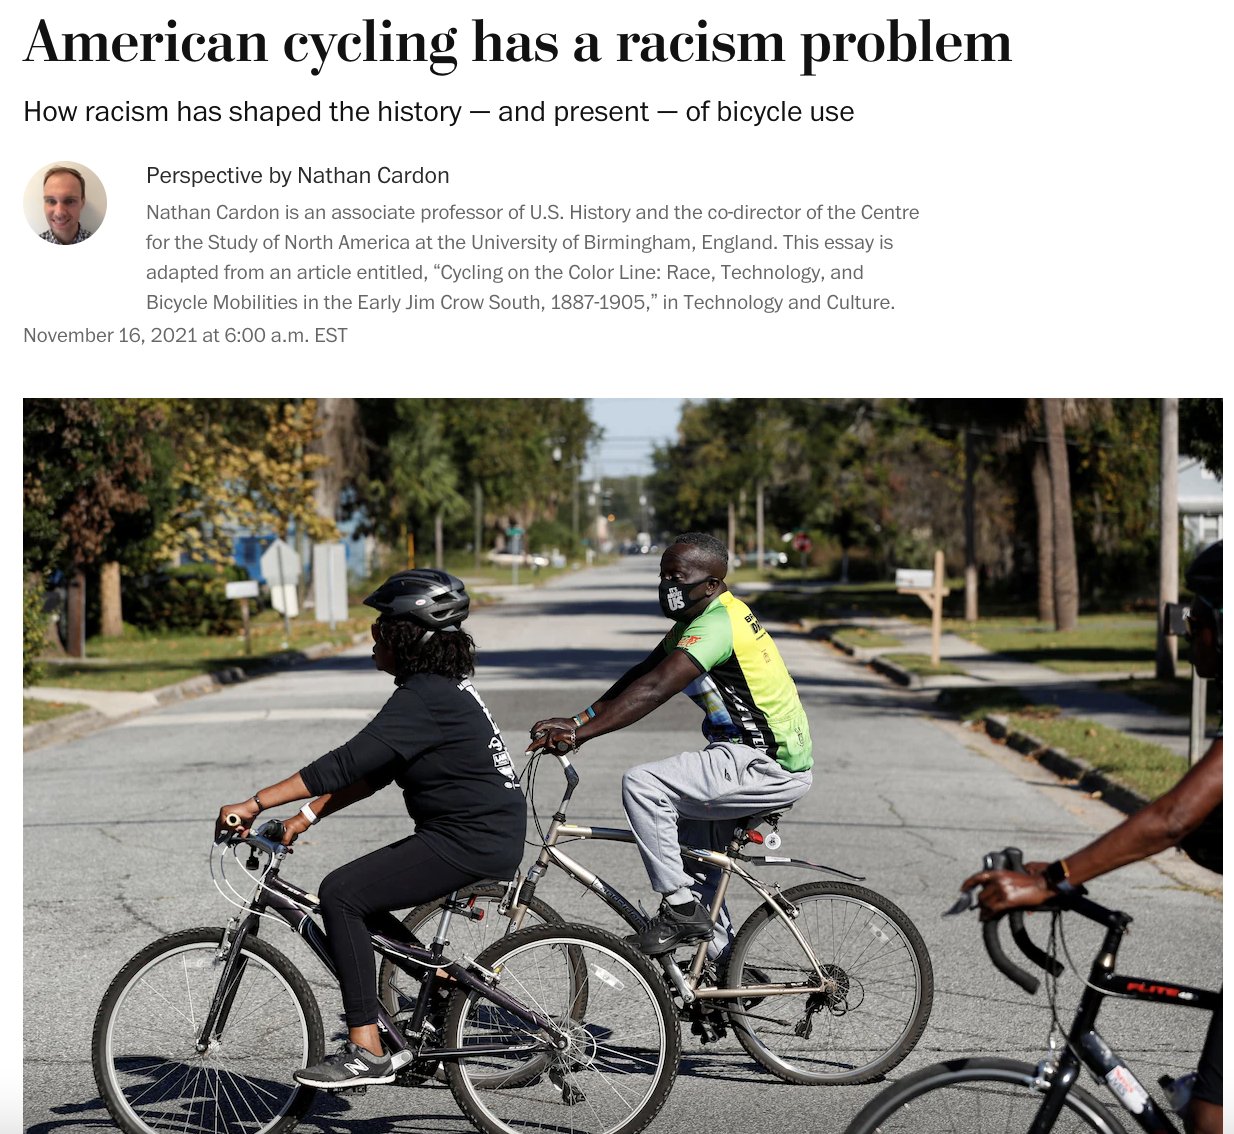 American cycling has a racism problem
How racism has shaped the history — and present — of bicycle use
Perspective by Nathan Cardon
Nathan Cardon is an associate professor of U.S. History and the co-director of the Centre
for the Study of North America at the University of Birmingham, England. This essay is
adapted from an article entitled, “Cycling on the Color Line: Race, Technology, and
Bicycle Mobilities in the Early Jim Crow South, 1887-1905,” in Technology and Culture.
November 16, 2021 at 6:00 a.m. EST
US
FLITE